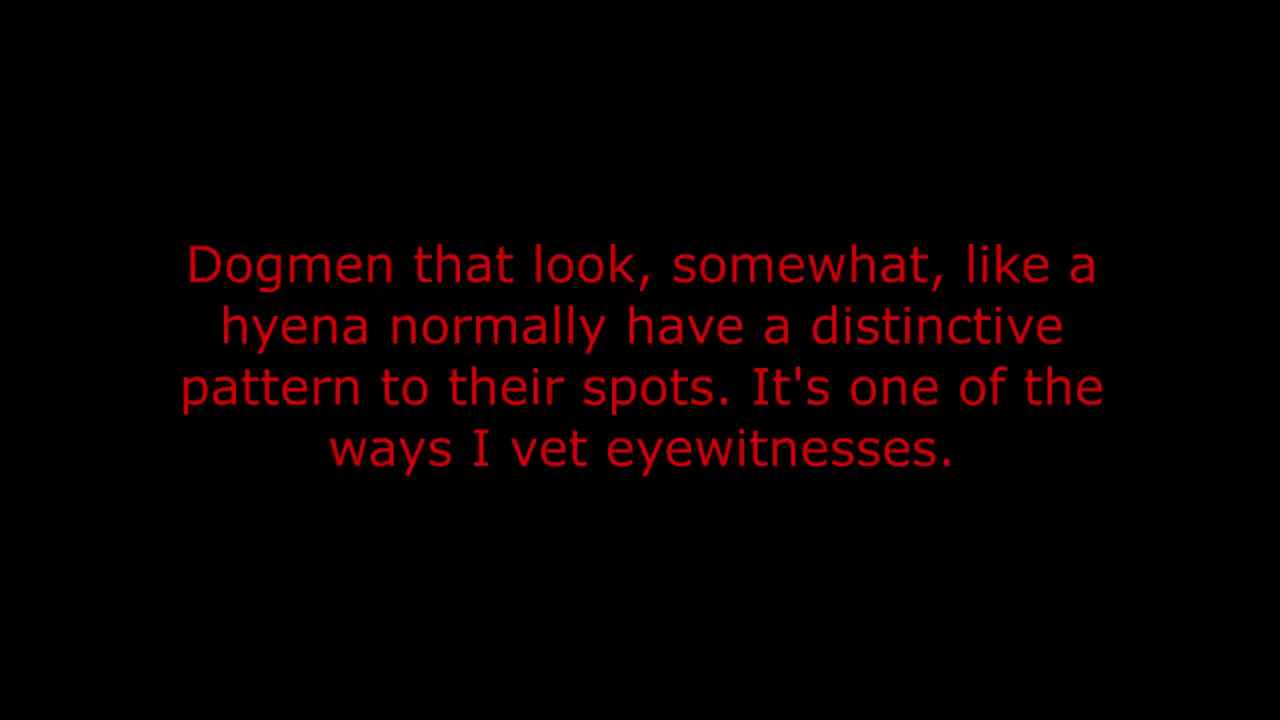 Dogmen that look, somewhat, like a
hyena normally have a distinctive
pattern to their spots. It's one of the
ways I vet eyewitnesses.